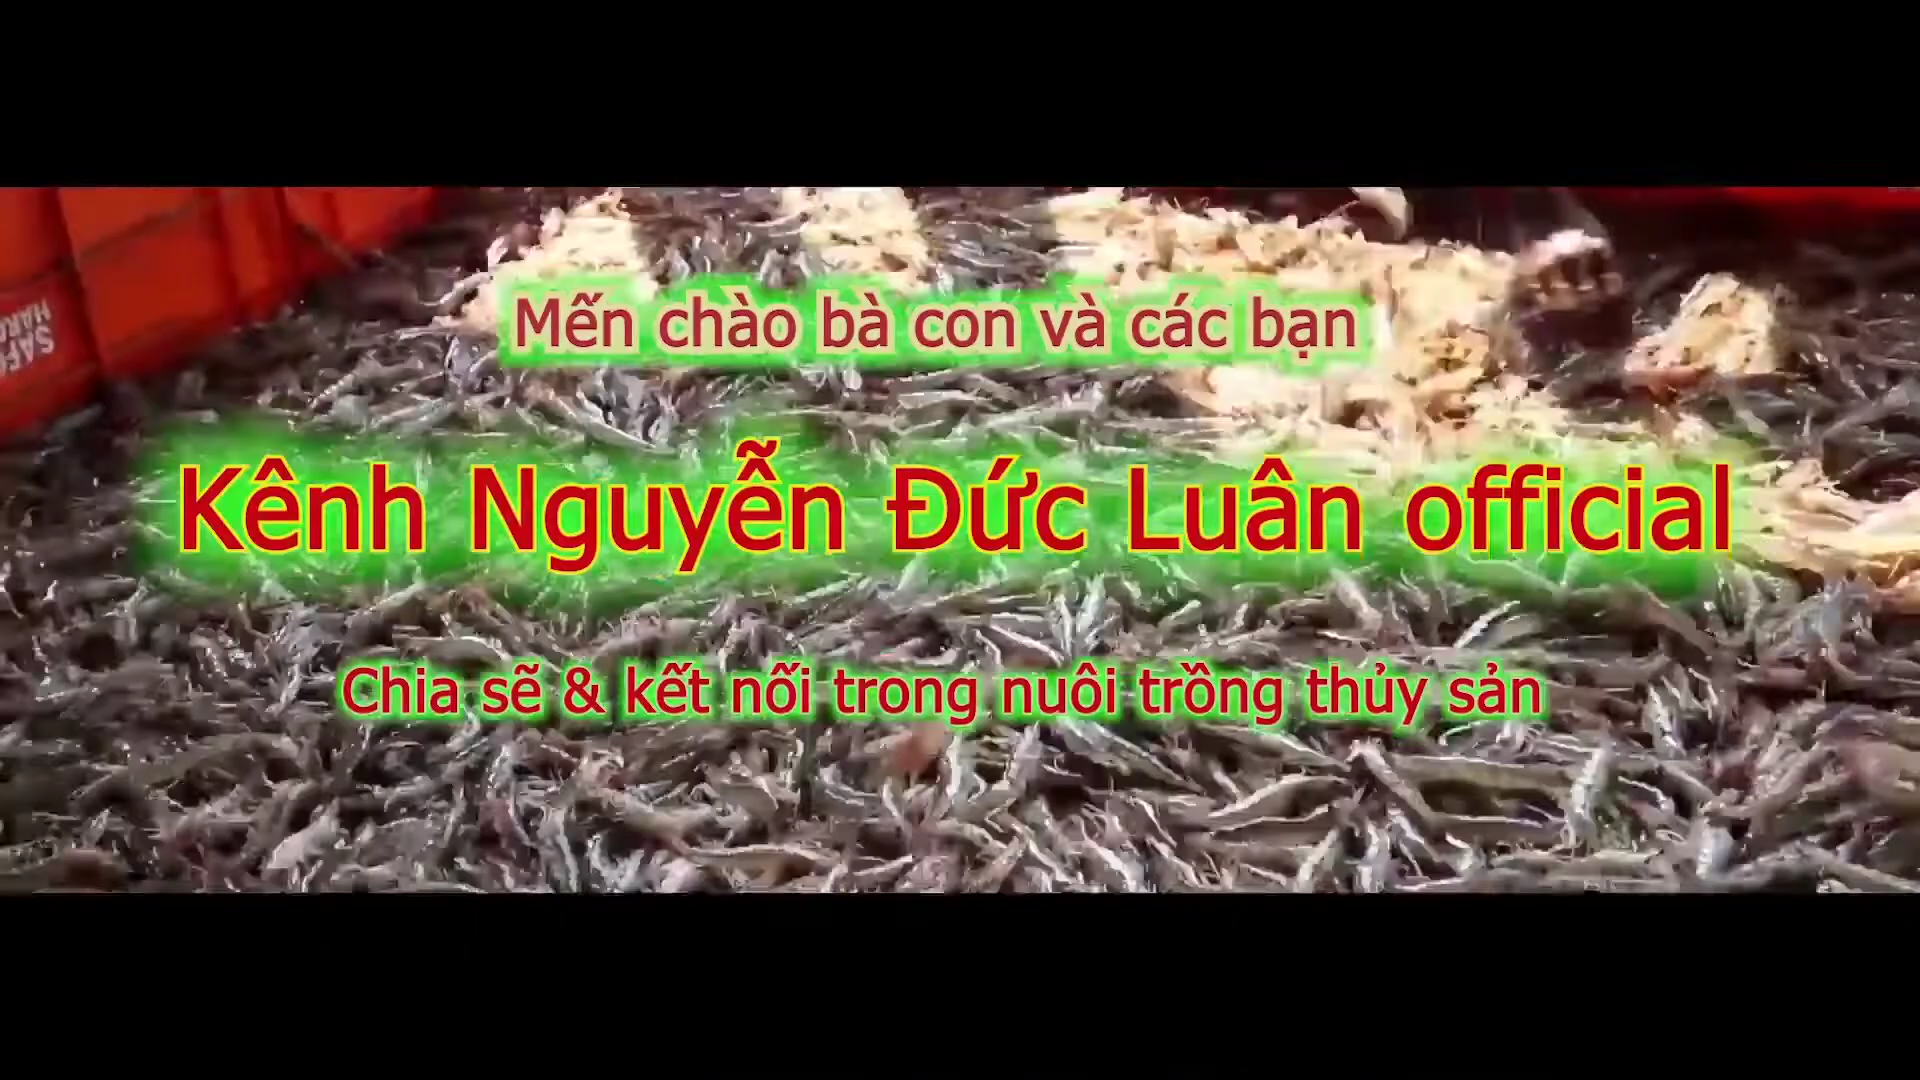 Mến chào bà con và các bạn
Kênh Nguyễn Đức Luân official
Chia sẽ & kết nối trong nuôi trồng thủy sản